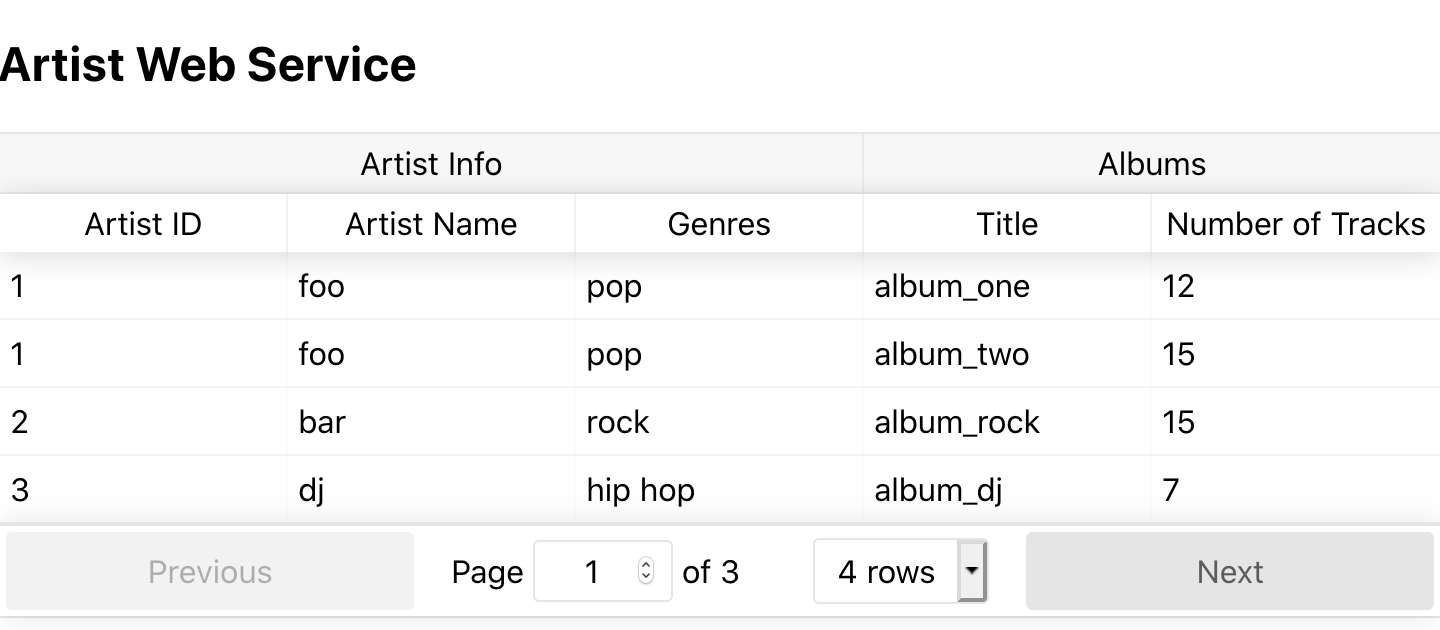 Artist Web Service
Artist Info Albums
Artist ID Artist Name Genres Title Number of Tracks
1 foo pop album_one 12
1 foo pop album_two 15
2 bar rock album_rock 15
3 dj hip hop album_dj 7
Previous Page 1 of 3 4 rows Next